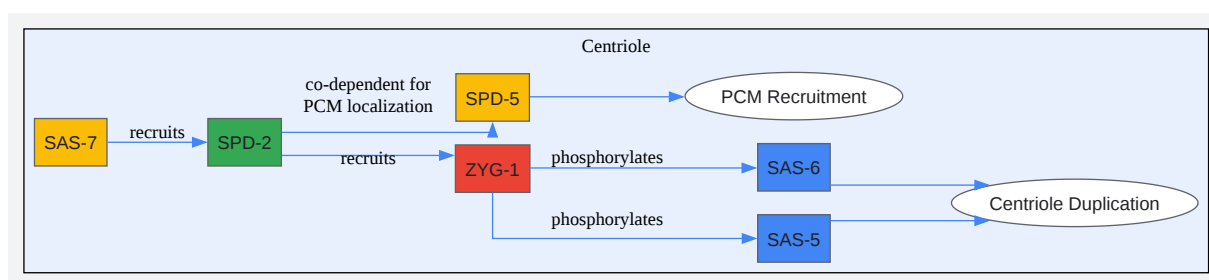 Centriole
co-dependent for
PCM localization
SPD-5
PCM Recruitment
SAS-7
recruits
SPD-2
recruits
ZYG-1
phosphorylates
SAS-6
Centriole Duplication
phosphorylates
SAS-5